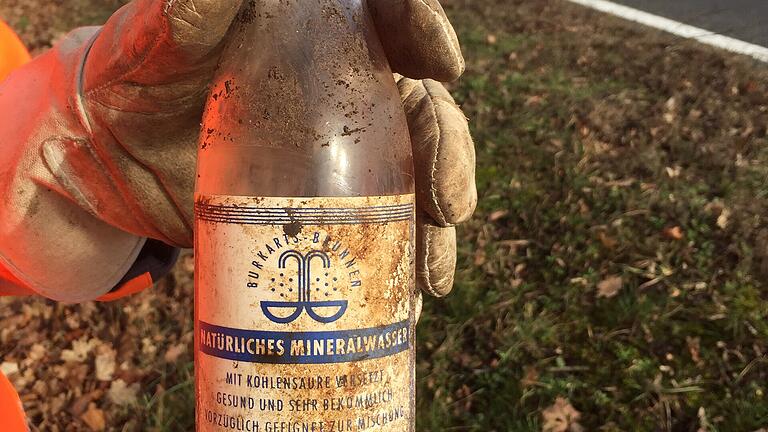 BURKARTS-BRUNNEN
NATÜRLICHES MINERALWASSER
MIT KOHLENSÄURE VERSETZT
GESUND UND SEHR BEKÖMMLICH
VORZÜGLICH GEEIGNET ZUR MISCHUNG